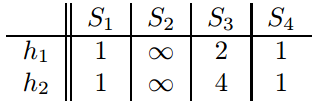 S₁ S₂ S₃ S₄
h₁ 1 ∞ 2 1
h₂ 1 ∞ 4 1